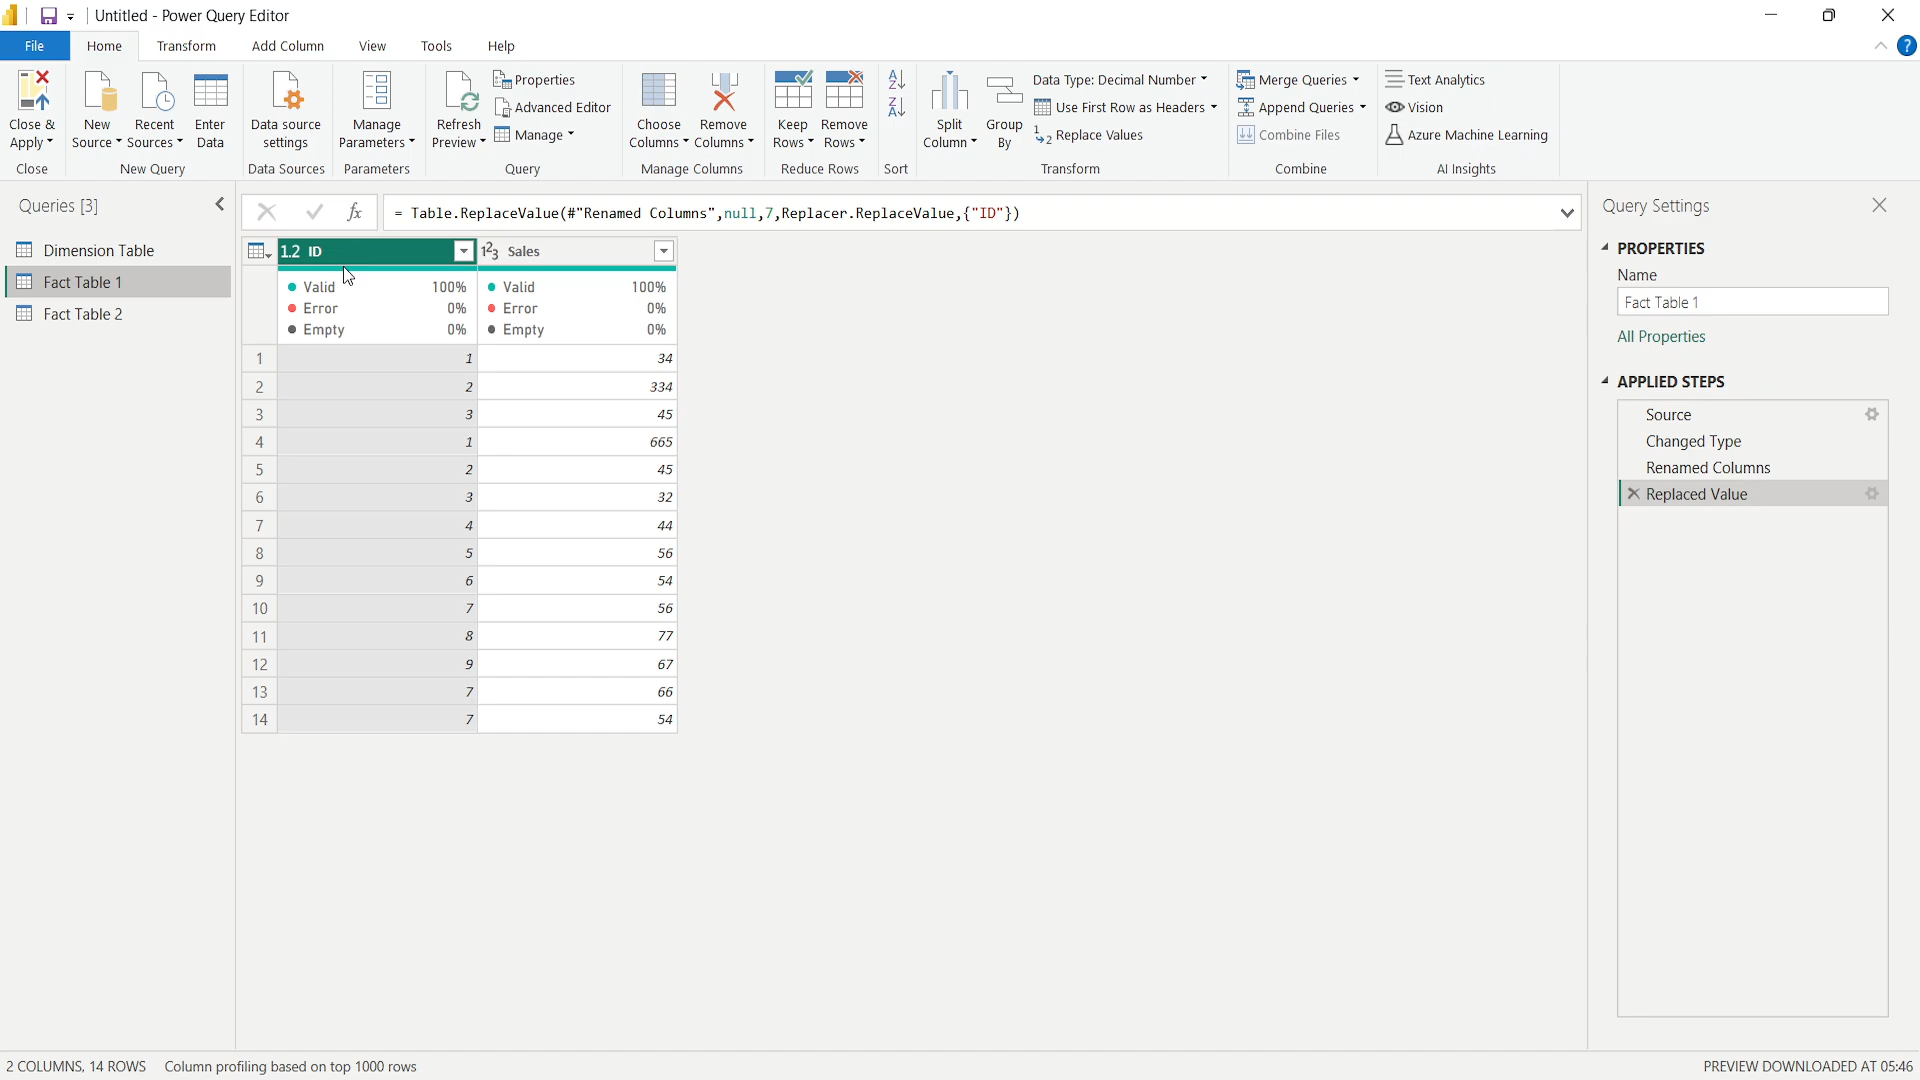 Untitled - Power Query Editor
File Home Transform Add Column View Tools Help
Close & Apply
Close
New Source
Recent Sources
Enter Data
New Query
Data source settings
Data Sources
Manage Parameters
Parameters
Refresh Preview
Properties
Advanced Editor
Manage
Query
Choose Columns
Remove Columns
Manage Columns
Keep Rows
Remove Rows
Reduce Rows
Sort
Split Column
Group By
Data Type: Decimal Number
Use First Row as Headers
Replace Values
Transform
Merge Queries
Append Queries
Combine Files
Combine
Text Analytics
Vision
Azure Machine Learning
AI Insights
Queries [3]
Dimension Table
Fact Table 1
Fact Table 2
fx = Table.ReplaceValue(#"Renamed Columns",null,7,Replacer.ReplaceValue,{"ID"})
1.2 ID 123 Sales
Valid 100% Valid 100%
Error 0% Error 0%
Empty 0% Empty 0%
1 1 34
2 2 334
3 3 45
4 1 665
5 2 45
6 3 32
7 4 44
8 5 56
9 6 54
10 7 56
11 8 77
12 9 67
13 7 66
14 7 54
Query Settings
PROPERTIES
Name
Fact Table 1
All Properties
APPLIED STEPS
Source
Changed Type
Renamed Columns
Replaced Value
2 COLUMNS, 14 ROWS Column profiling based on top 1000 rows
PREVIEW DOWNLOADED AT 05:46